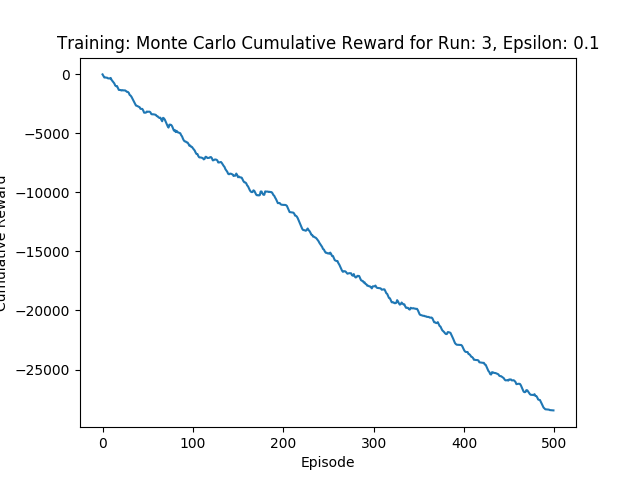 Training: Monte Carlo Cumulative Reward for Run: 3, Epsilon: 0.1
0
−5000
−10000
−15000
−20000
−25000
Cumulative Reward
0 100 200 300 400 500
Episode